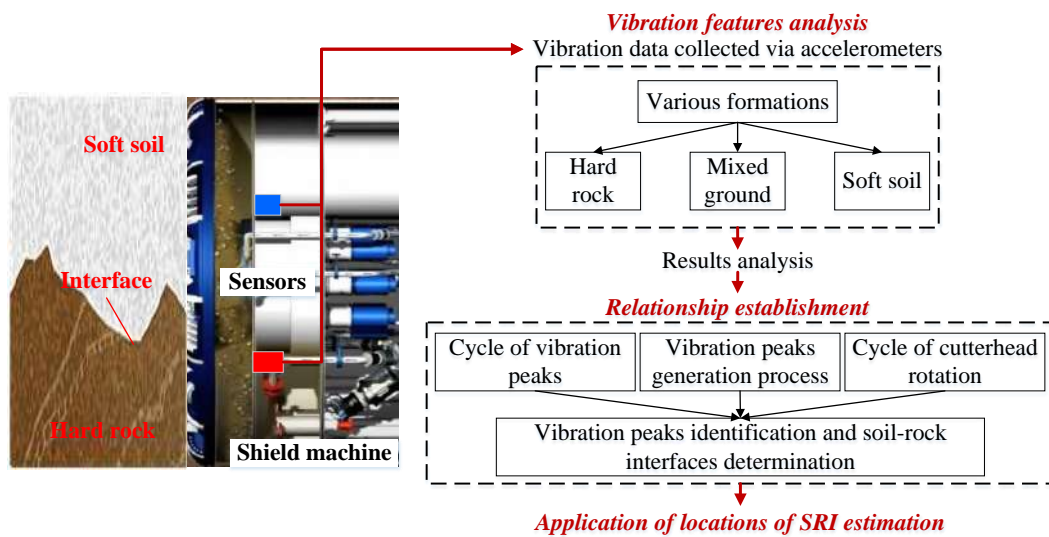 Soft soil
Interface
Hard rock
Sensors
Shield machine
Vibration features analysis
Vibration data collected via accelerometers
Various formations
Hard
rock
Mixed
ground
Soft soil
Results analysis
Relationship establishment
Cycle of vibration
peaks
Vibration peaks
generation process
Cycle of cutterhead
rotation
Vibration peaks identification and soil-rock
interfaces determination
Application of locations of SRI estimation